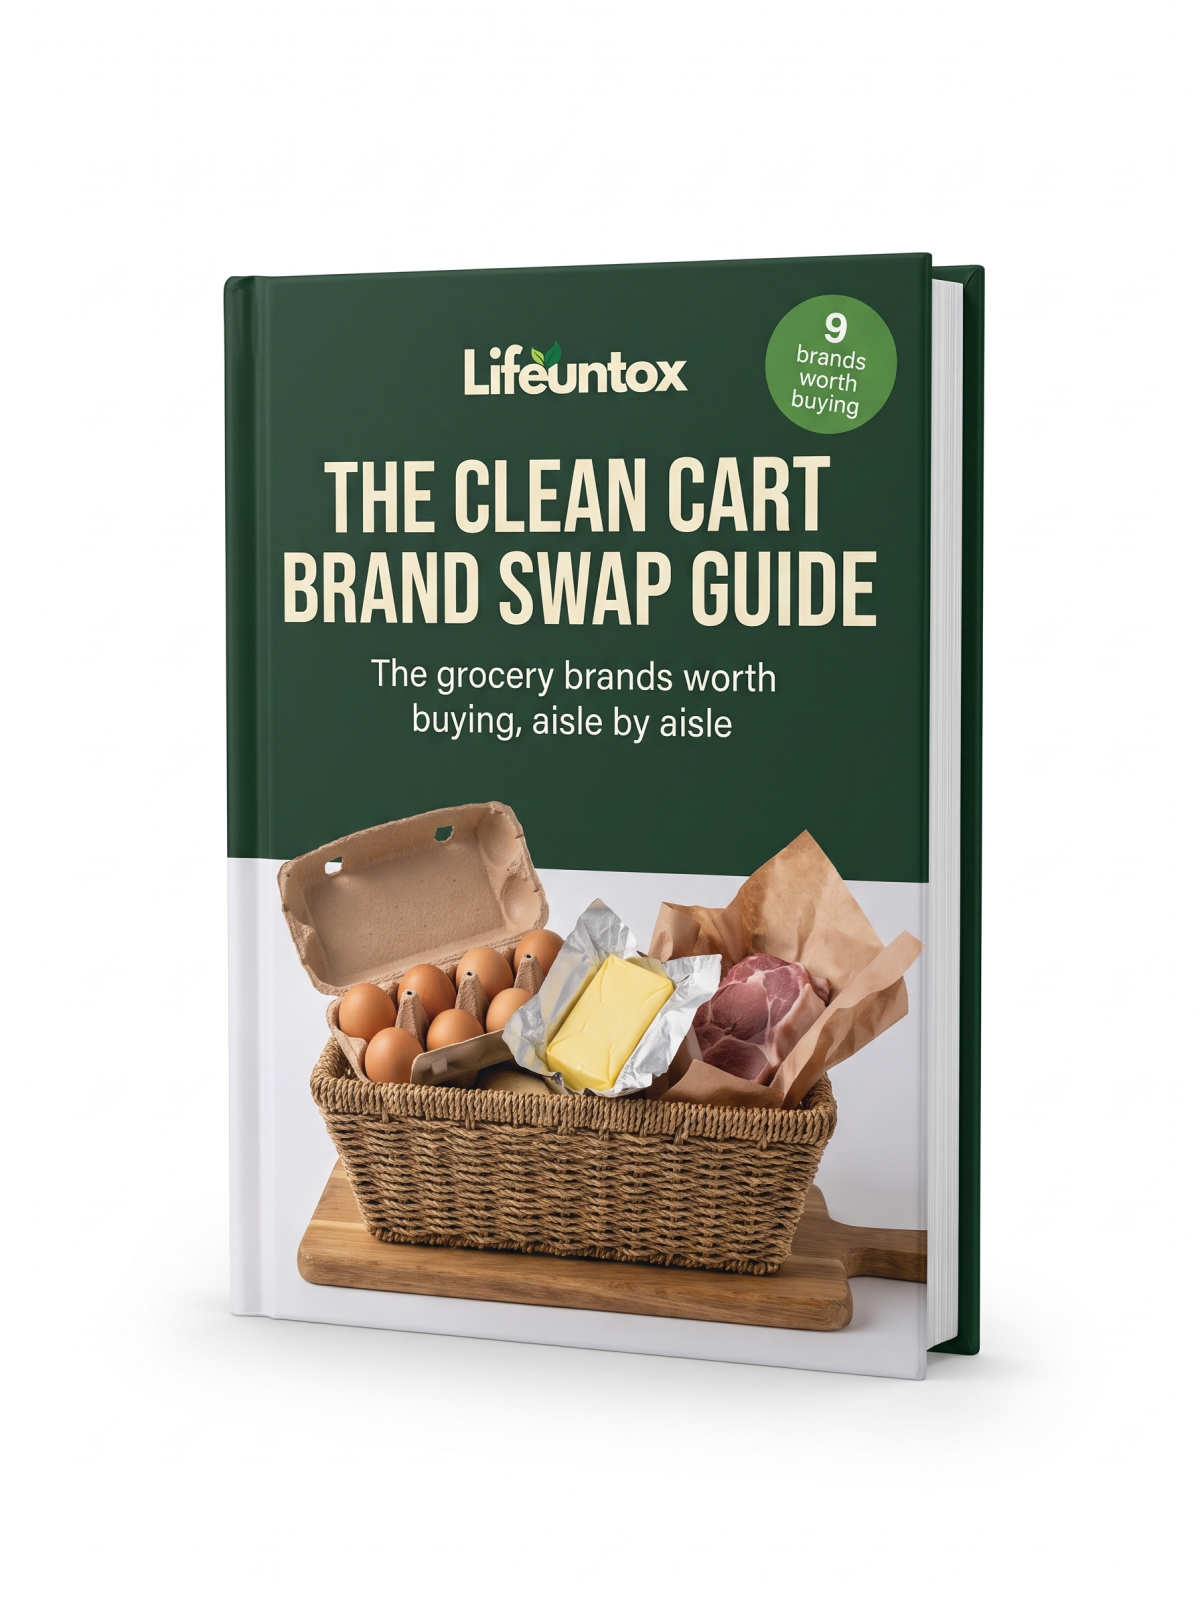 Lifeuntox
9
brands
worth
buying
THE CLEAN CART
BRAND SWAP GUIDE
The grocery brands worth
buying, aisle by aisle